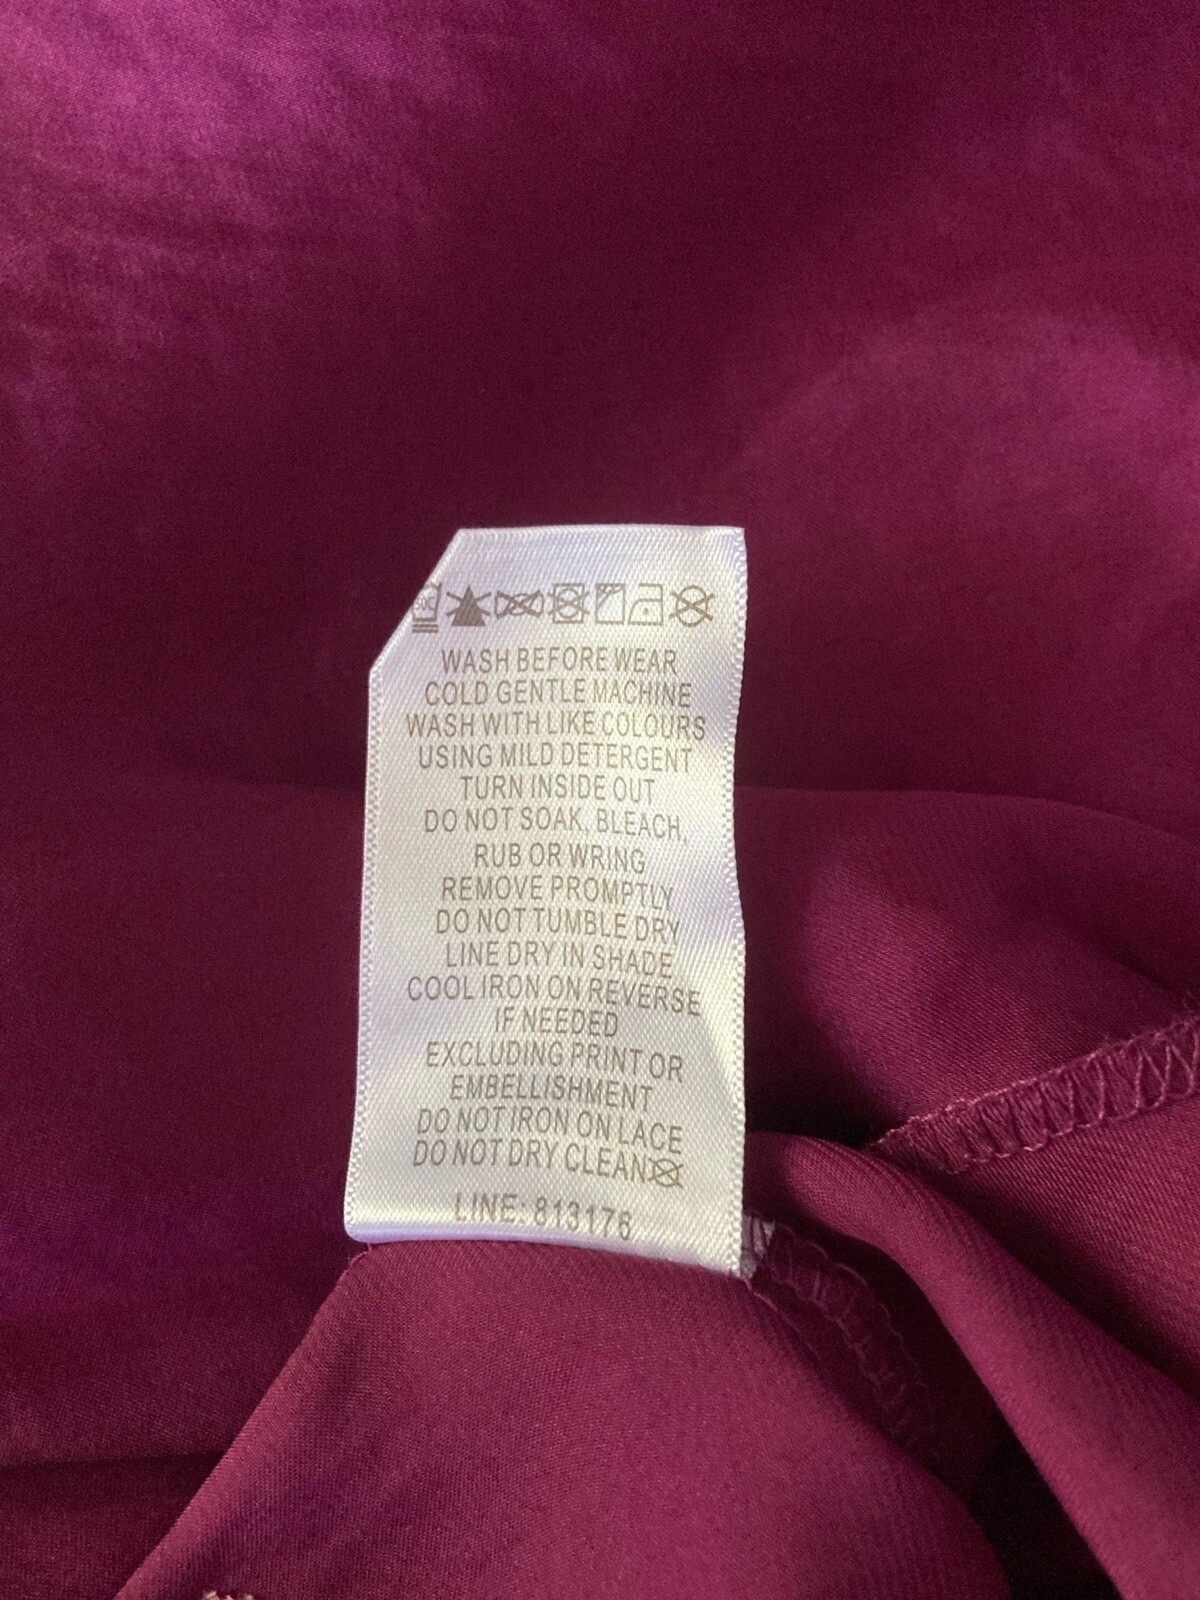 WASH BEFORE WEAR
COLD GENTLE MACHINE
WASH WITH LIKE COLOURS
USING MILD DETERGENT
TURN INSIDE OUT
DO NOT SOAK, BLEACH,
RUB OR WRING
REMOVE PROMPTLY
DO NOT TUMBLE DRY
LINE DRY IN SHADE
COOL IRON ON REVERSE
IF NEEDED
EXCLUDING PRINT OR
EMBELLISHMENT
DO NOT IRON ON LACE
DO NOT DRY CLEAN
LINE: 813176